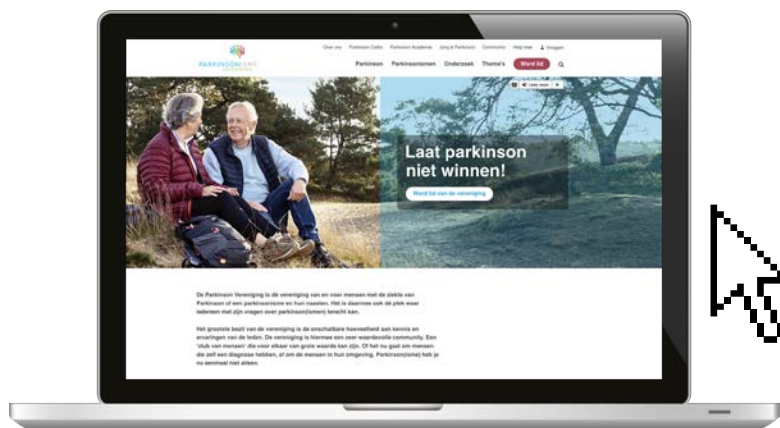 Over ons Parkinson Cafés Parkinson Academie Jong & Parkinson Community Help mee Inloggen
PARKINSON
Parkinson Parkinsonismen Onderzoek Thema's Word lid
Lees voor
Laat parkinson
niet winnen!
Word lid van de vereniging
De Parkinson Vereniging is dé vereniging van en voor mensen met de ziekte van
Parkinson of een parkinsonisme en hun naasten. Het is daarmee ook dé plek waar
iedereen met zijn vragen over parkinson(ismen) terecht kan.
Het grootste bezit van de vereniging is de onschatbare hoeveelheid aan kennis en
ervaringen van de leden. De vereniging is hiermee een zeer waardevolle community. Een
'club van mensen' die voor elkaar van grote waarde kan zijn. Of het nu gaat om mensen
die zelf een diagnose hebben, of om de mensen in hun omgeving. Parkinson(isme) heb je
nu eenmaal niet alleen.